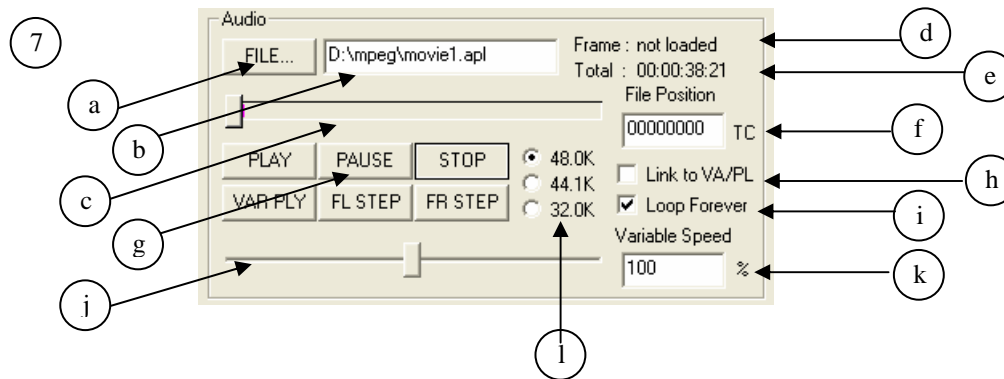 7
Audio
FILE...
D:\mpeg\movie1.apl
Frame : not loaded
Total : 00:00:38:21
File Position
00000000 TC
PLAY PAUSE STOP
VAR PLY FL STEP FR STEP
48.0K
44.1K
32.0K
Link to VA/PL
Loop Forever
Variable Speed
100 %
a
b
c
g
j
d
e
f
h
i
k
l